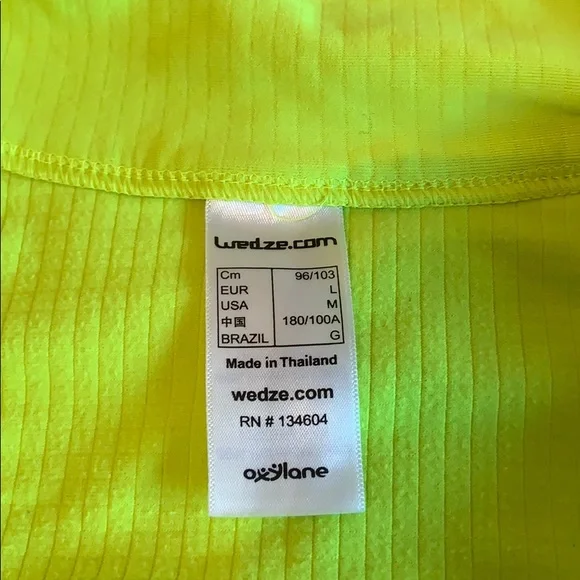 wedze.com
Cm 96/103
EUR L
USA M
中国 180/100A
BRAZIL G
Made in Thailand
wedze.com
RN # 134604
oxylane